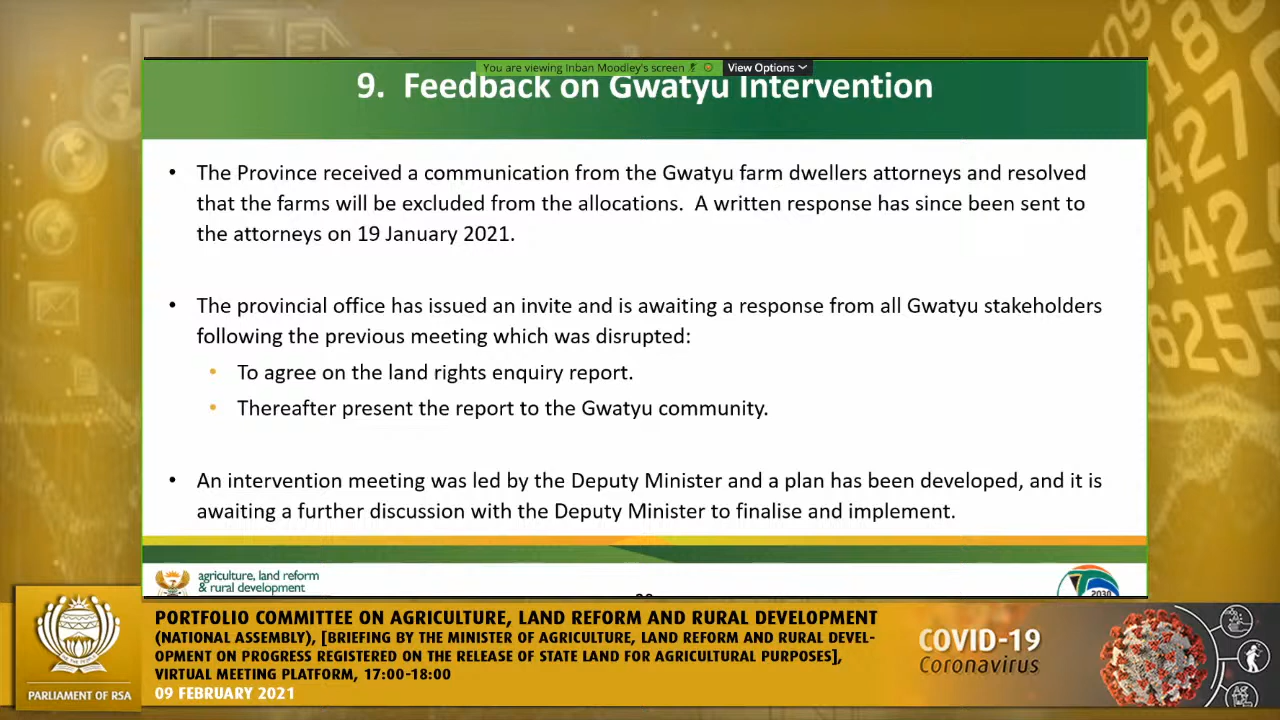 You are viewing Inban Moodley's screen
View Options
9. Feedback on Gwatyu Intervention
• The Province received a communication from the Gwatyu farm dwellers attorneys and resolved
that the farms will be excluded from the allocations. A written response has since been sent to
the attorneys on 19 January 2021.
• The provincial office has issued an invite and is awaiting a response from all Gwatyu stakeholders
following the previous meeting which was disrupted:
• To agree on the land rights enquiry report.
• Thereafter present the report to the Gwatyu community.
• An intervention meeting was led by the Deputy Minister and a plan has been developed, and it is
awaiting a further discussion with the Deputy Minister to finalise and implement.
agriculture, land reform
& rural development
2030
PORTFOLIO COMMITTEE ON AGRICULTURE, LAND REFORM AND RURAL DEVELOPMENT
(NATIONAL ASSEMBLY), [BRIEFING BY THE MINISTER OF AGRICULTURE, LAND REFORM AND RURAL DEVEL-
OPMENT ON PROGRESS REGISTERED ON THE RELEASE OF STATE LAND FOR AGRICULTURAL PURPOSES],
VIRTUAL MEETING PLATFORM, 17:00-18:00
09 FEBRUARY 2021
PARLIAMENT OF RSA
COVID-19
Coronavirus